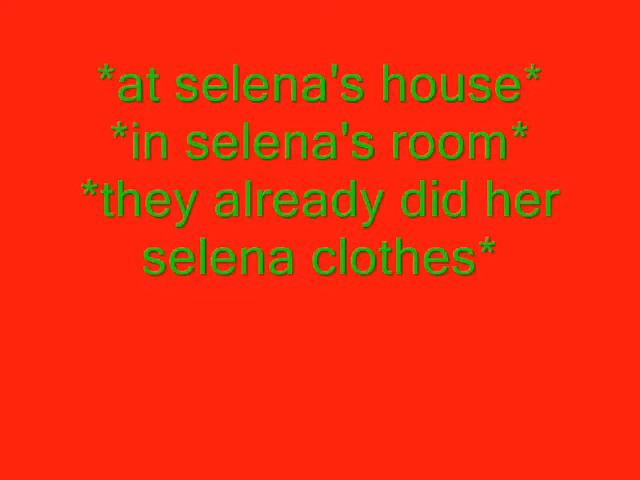 *at selena's house*
*in selena's room*
*they already did her
selena clothes*